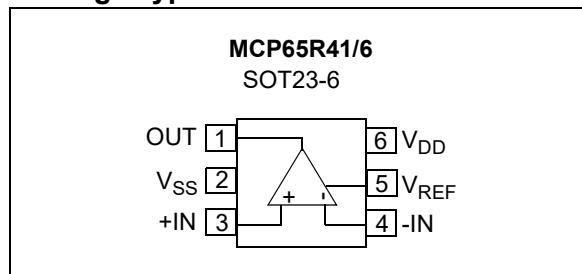 MCP65R41/6
SOT23-6
OUT 1 6 VDD
VSS 2 5 VREF
+IN 3 4 -IN
+ -